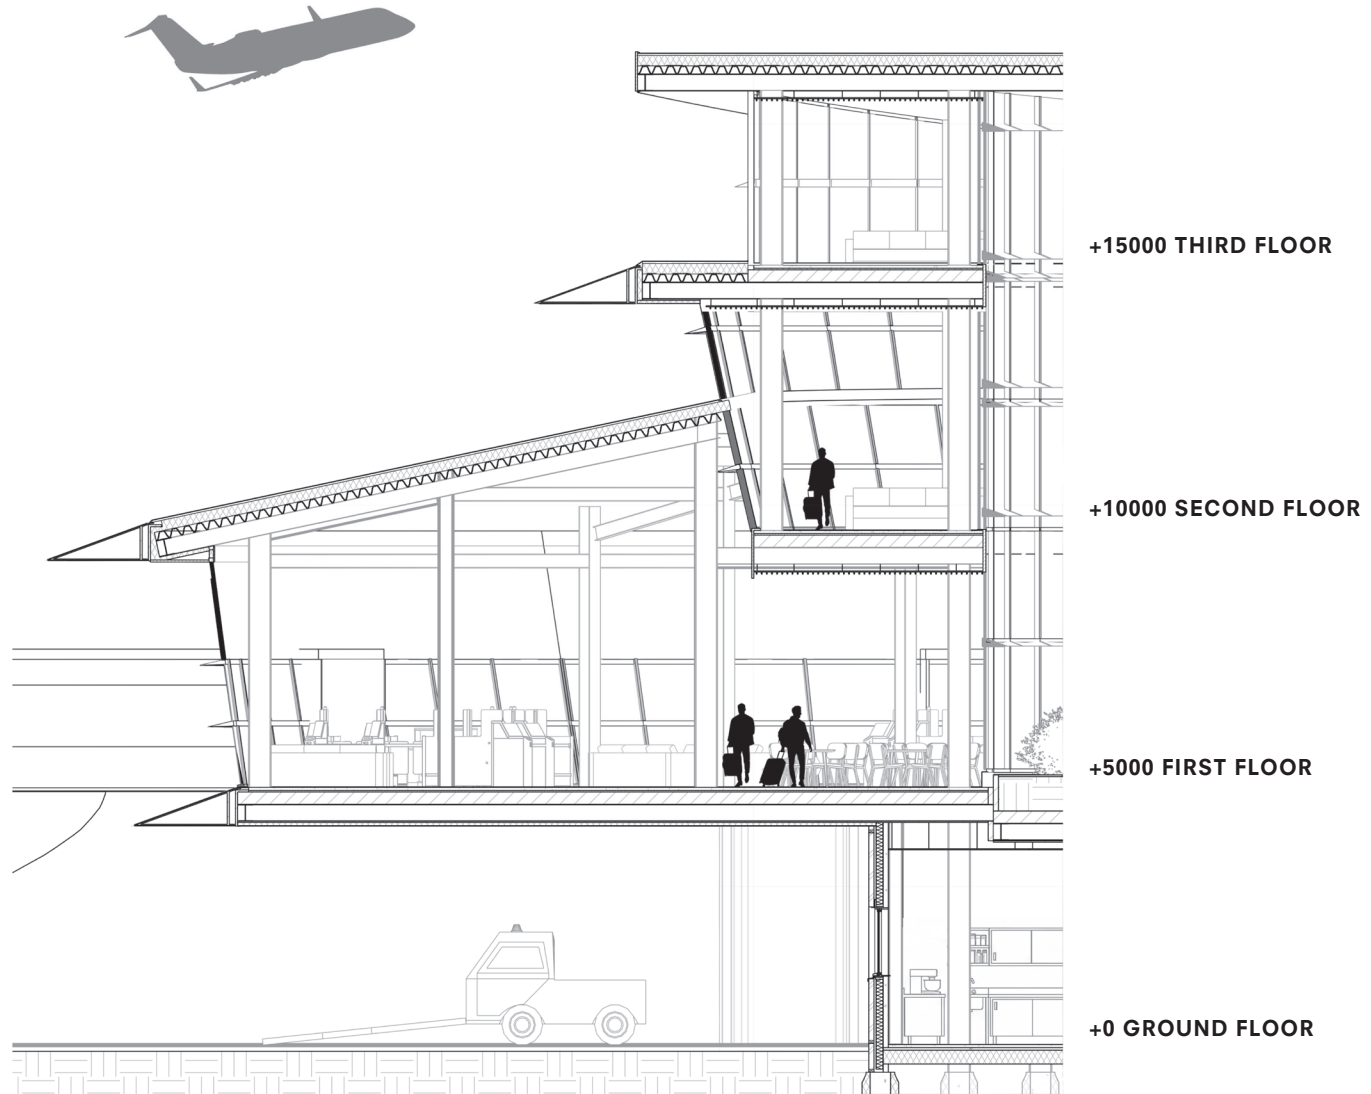 +15000 THIRD FLOOR
+10000 SECOND FLOOR
+5000 FIRST FLOOR
+0 GROUND FLOOR